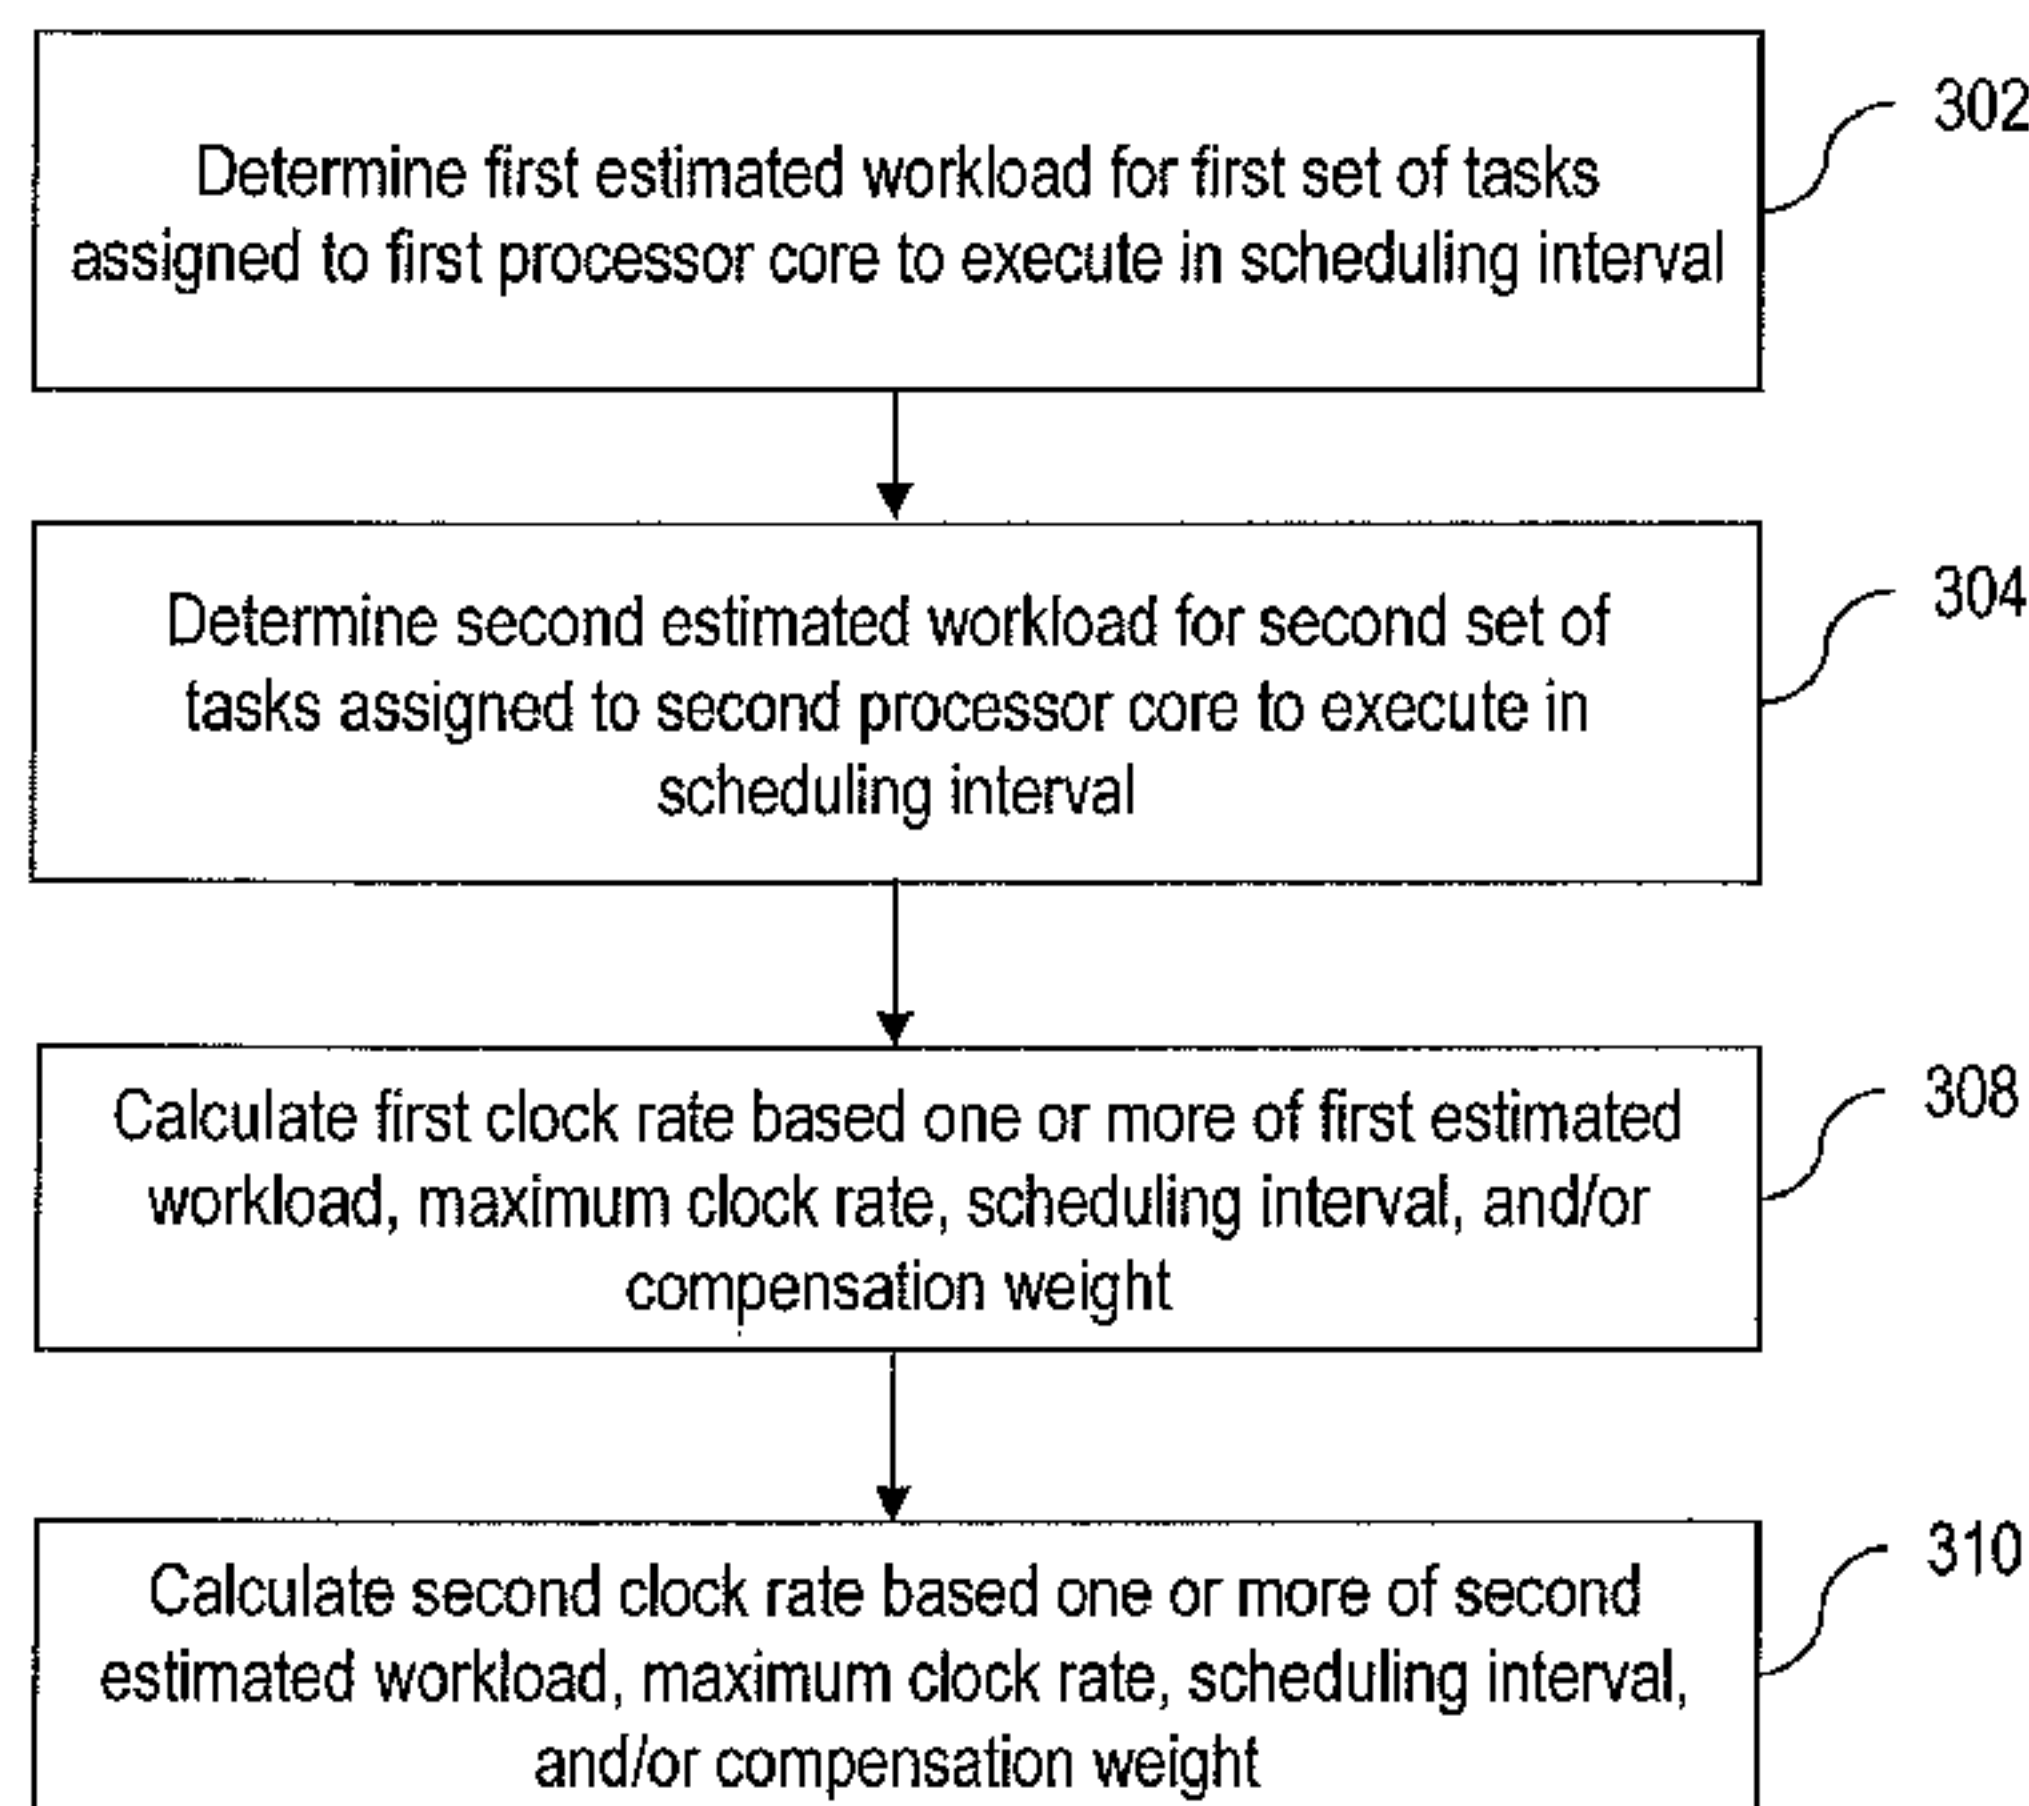 302
Determine first estimated workload for first set of tasks
assigned to first processor core to execute in scheduling interval
304
Determine second estimated workload for second set of
tasks assigned to second processor core to execute in
scheduling interval
308
Calculate first clock rate based one or more of first estimated
workload, maximum clock rate, scheduling interval, and/or
compensation weight
310
Calculate second clock rate based one or more of second
estimated workload, maximum clock rate, scheduling interval,
and/or compensation weight